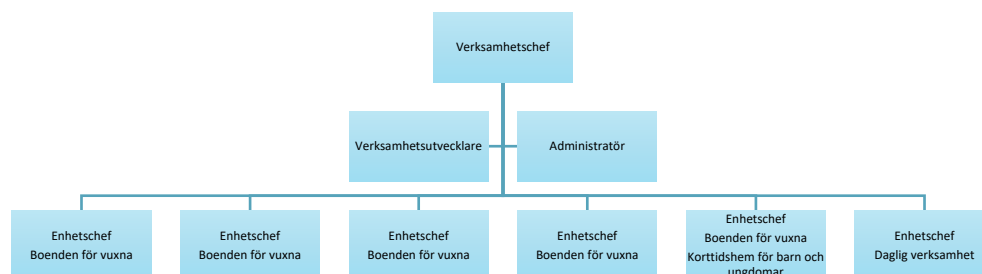 Verksamhetschef
Verksamhetsutvecklare
Administratör
Enhetschef
Boenden för vuxna
Enhetschef
Boenden för vuxna
Enhetschef
Boenden för vuxna
Enhetschef
Boenden för vuxna
Enhetschef
Boenden för vuxna
Korttidshem för barn och
ungdomar
Enhetschef
Daglig verksamhet